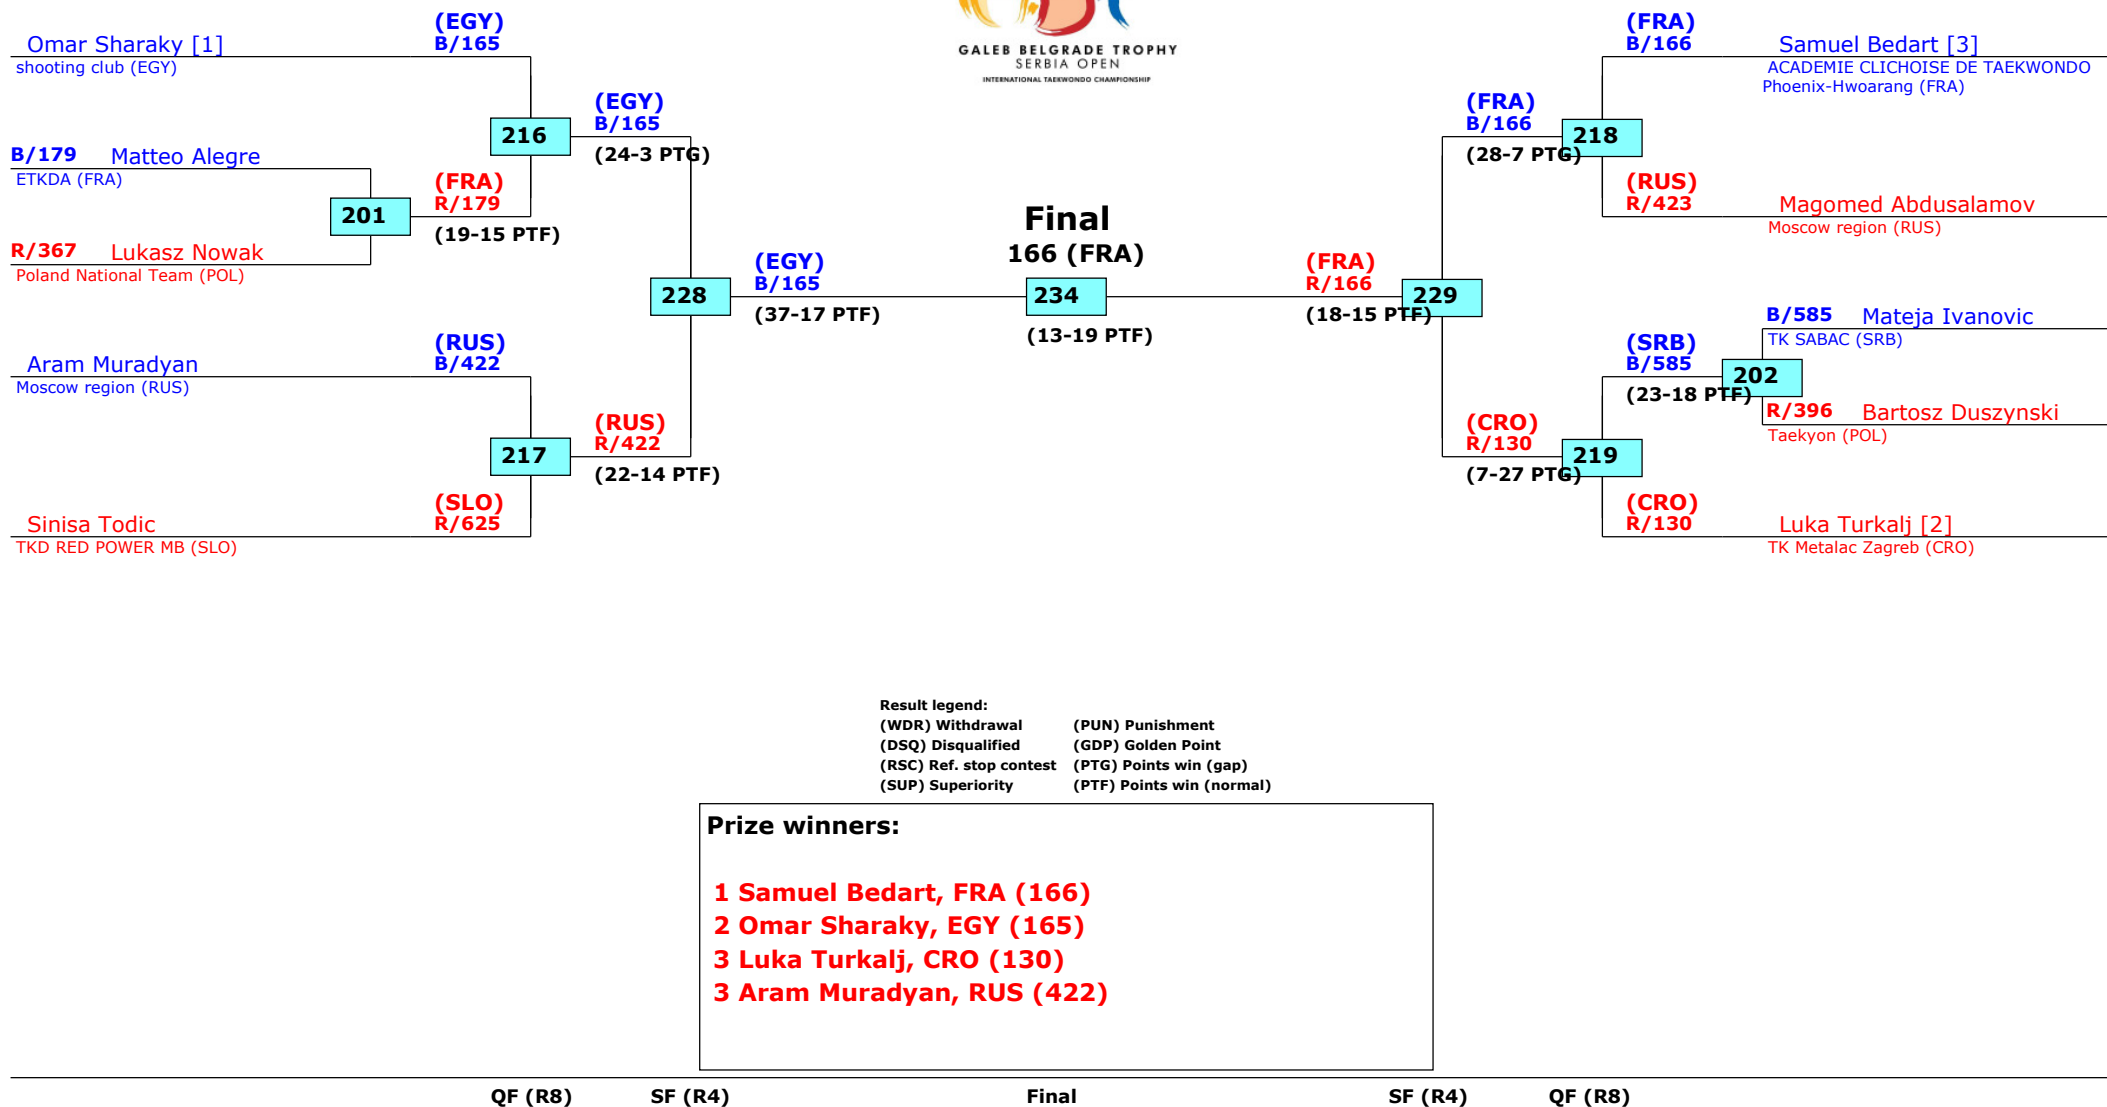 GALEB BELGRADE TROPHY
SERBIA OPEN
INTERNATIONAL TAEKWONDO CHAMPIONSHIP
Omar Sharaky [1]
shooting club (EGY)
(EGY)
B/165
B/179 Matteo Alegre
ETKDA (FRA)
R/367 Lukasz Nowak
Poland National Team (POL)
201
(FRA)
R/179
(19-15 PTF)
216
(EGY)
B/165
(24-3 PTG)
Aram Muradyan
Moscow region (RUS)
(RUS)
B/422
Sinisa Todic
TKD RED POWER MB (SLO)
(SLO)
R/625
217
(RUS)
R/422
(22-14 PTF)
228
(EGY)
B/165
(37-17 PTF)
Final
166 (FRA)
234
(13-19 PTF)
(FRA)
R/166
(18-15 PTF)
229
(FRA)
B/166
(28-7 PTG)
218
(FRA)
B/166
Samuel Bedart [3]
ACADEMIE CLICHOISE DE TAEKWONDO
Phoenix-Hwoarang (FRA)
(RUS)
R/423
Magomed Abdusalamov
Moscow region (RUS)
(CRO)
R/130
(7-27 PTG)
219
(SRB)
B/585
(23-18 PTF)
202
B/585 Mateja Ivanovic
TK SABAC (SRB)
R/396 Bartosz Duszynski
Taekyon (POL)
(CRO)
R/130
Luka Turkalj [2]
TK Metalac Zagreb (CRO)
Result legend:
(WDR) Withdrawal (PUN) Punishment
(DSQ) Disqualified (GDP) Golden Point
(RSC) Ref. stop contest (PTG) Points win (gap)
(SUP) Superiority (PTF) Points win (normal)
Prize winners:
1 Samuel Bedart, FRA (166)
2 Omar Sharaky, EGY (165)
3 Luka Turkalj, CRO (130)
3 Aram Muradyan, RUS (422)
QF (R8) SF (R4) Final SF (R4) QF (R8)